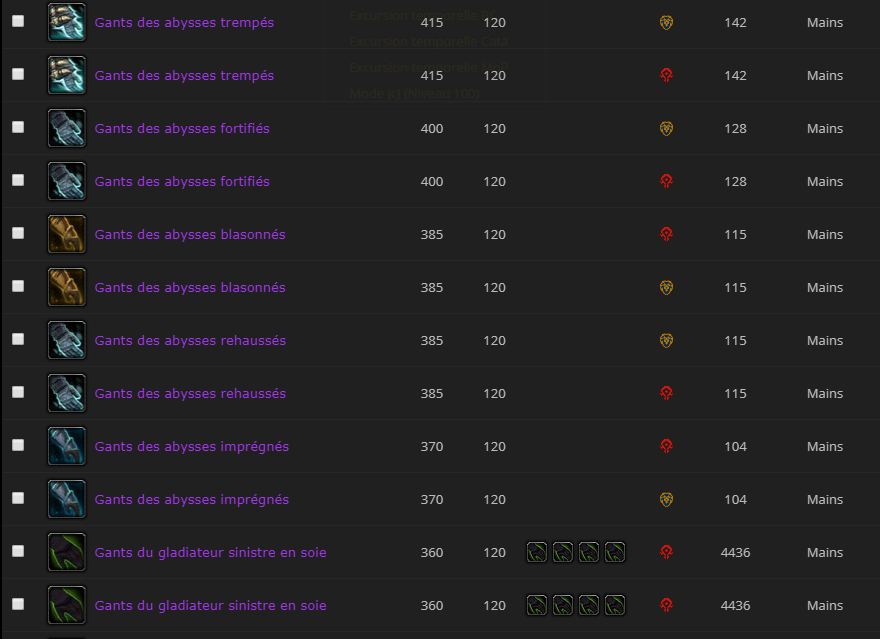 Excursion temporelle BC
Gants des abysses trempés 415 120 142 Mains
Excursion temporelle Cata
Excursion temporelle MoP
Gants des abysses trempés 415 120 142 Mains
Mode JcJ (Niveau 100)
Gants des abysses fortifiés 400 120 128 Mains
Gants des abysses fortifiés 400 120 128 Mains
Gants des abysses blasonnés 385 120 115 Mains
Gants des abysses blasonnés 385 120 115 Mains
Gants des abysses rehaussés 385 120 115 Mains
Gants des abysses rehaussés 385 120 115 Mains
Gants des abysses imprégnés 370 120 104 Mains
Gants des abysses imprégnés 370 120 104 Mains
Gants du gladiateur sinistre en soie 360 120 4436 Mains
Gants du gladiateur sinistre en soie 360 120 4436 Mains